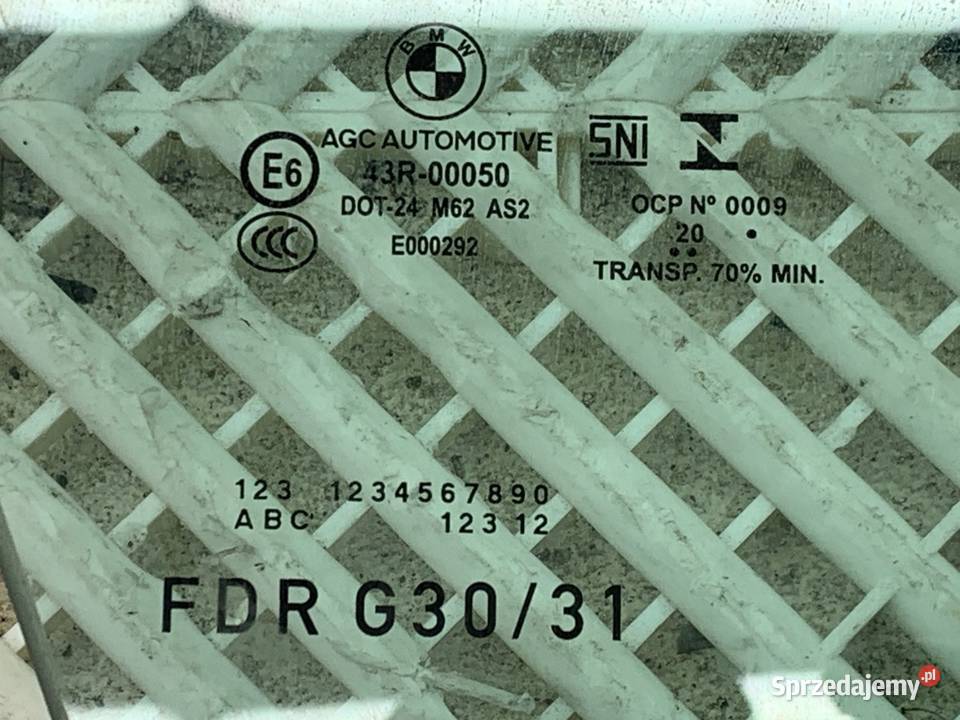 BMW
AGC AUTOMOTIVE
E6
43R-00050
DOT-24 M62 AS2
CCC
E000292
SNI
OCP Nº 0009
20
TRANSP. 70% MIN.
123 1234567890
ABC 123 12
FDR G30/31
Sprzedajemy.pl